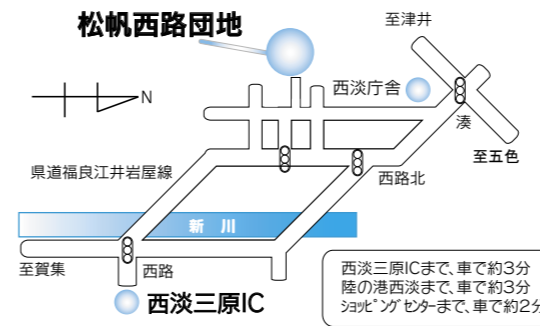 松帆西路団地
至津井
西淡庁舎
N
湊
県道福良江井岩屋線
至五色
西路北
新川
至賀集
西路
西淡三原IC
西淡三原ICまで、車で約3分
陸の港西淡まで、車で約3分
ショッピングセンターまで、車で約2分